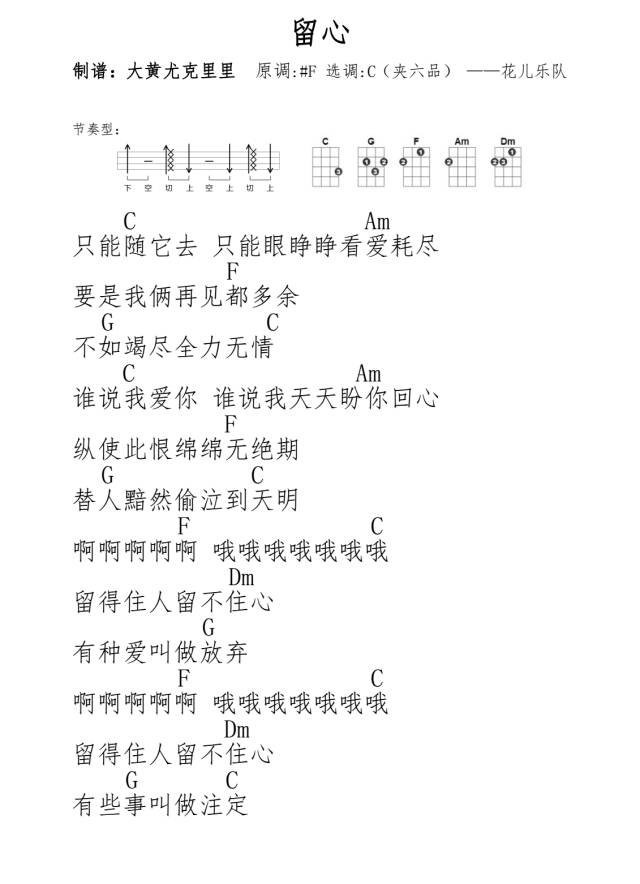 留心
制谱：大黄尤克里里 原调:#F 选调:C（夹六品） ——花儿乐队
节奏型：
C G F Am Dm
下 空 切 上 空 上 切 上
C Am
只能随它去 只能眼睁睁看爱耗尽
F
要是我俩再见都多余
G C
不如竭尽全力无情
C Am
谁说我爱你 谁说我天天盼你回心
F
纵使此恨绵绵无绝期
G C
替人黯然偷泣到天明
F C
啊啊啊啊啊 哦哦哦哦哦哦哦
Dm
留得住人留不住心
G
有种爱叫做放弃
F C
啊啊啊啊啊 哦哦哦哦哦哦哦
Dm
留得住人留不住心
G C
有些事叫做注定